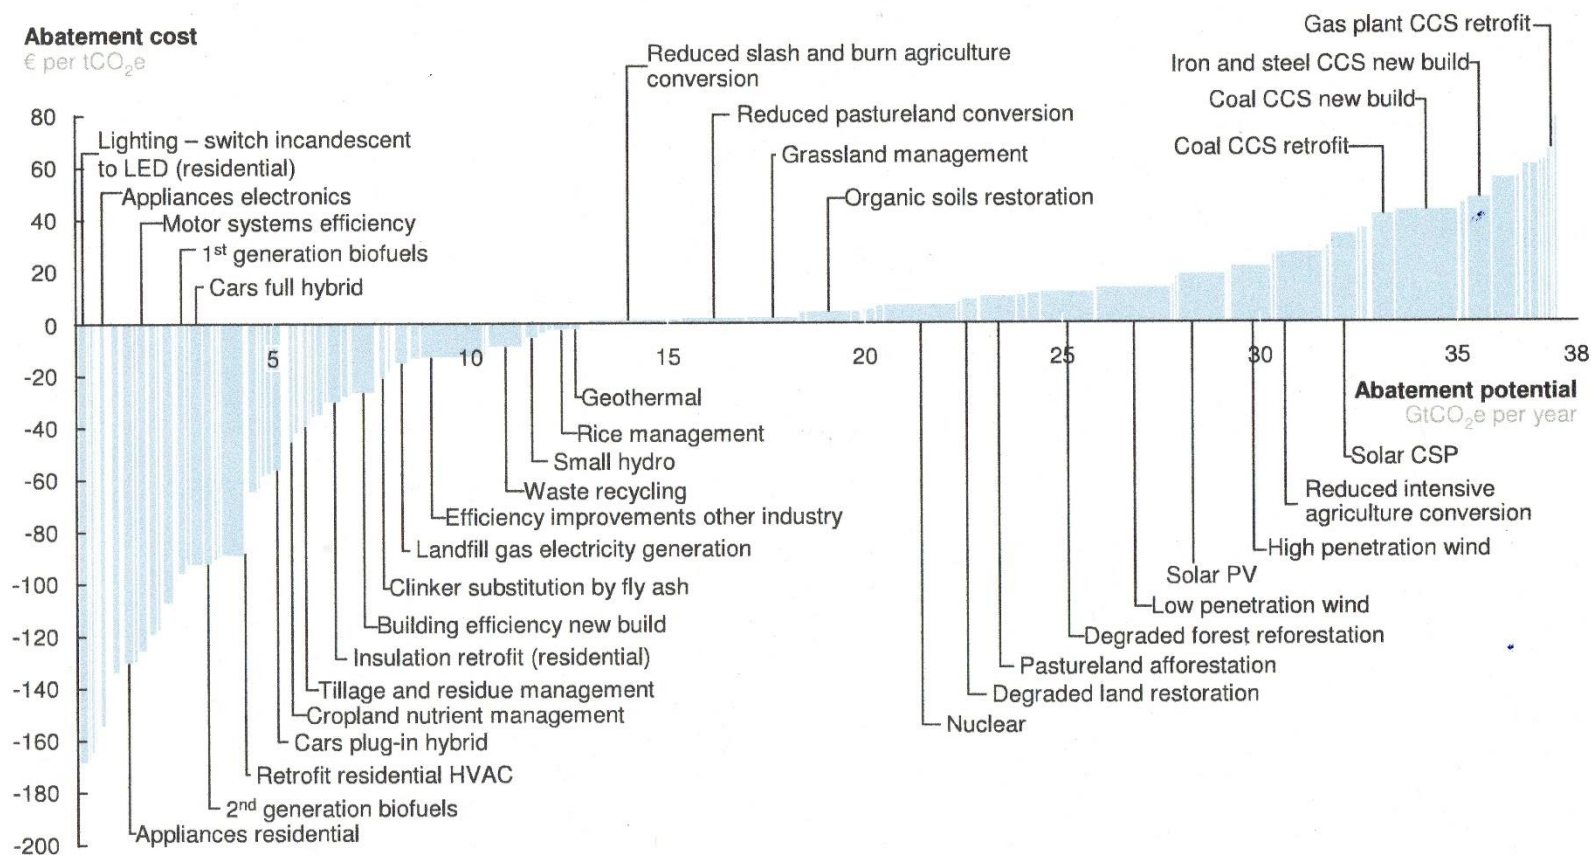 Abatement cost
€ per tCO₂e
Gas plant CCS retrofit
Reduced slash and burn agriculture
conversion
Iron and steel CCS new build
Coal CCS new build
Reduced pastureland conversion
Coal CCS retrofit
Grassland management
Organic soils restoration
Lighting – switch incandescent
to LED (residential)
Appliances electronics
Motor systems efficiency
1st generation biofuels
Cars full hybrid
80
60
40
20
0
-20
-40
-60
-80
-100
-120
-140
-160
-180
-200
5
10
15
20
25
30
35
38
Abatement potential
GtCO₂e per year
Geothermal
Rice management
Small hydro
Waste recycling
Efficiency improvements other industry
Landfill gas electricity generation
Clinker substitution by fly ash
Building efficiency new build
Insulation retrofit (residential)
Tillage and residue management
Cropland nutrient management
Cars plug-in hybrid
Retrofit residential HVAC
2nd generation biofuels
Appliances residential
Solar CSP
Reduced intensive
agriculture conversion
High penetration wind
Solar PV
Low penetration wind
Degraded forest reforestation
Pastureland afforestation
Degraded land restoration
Nuclear